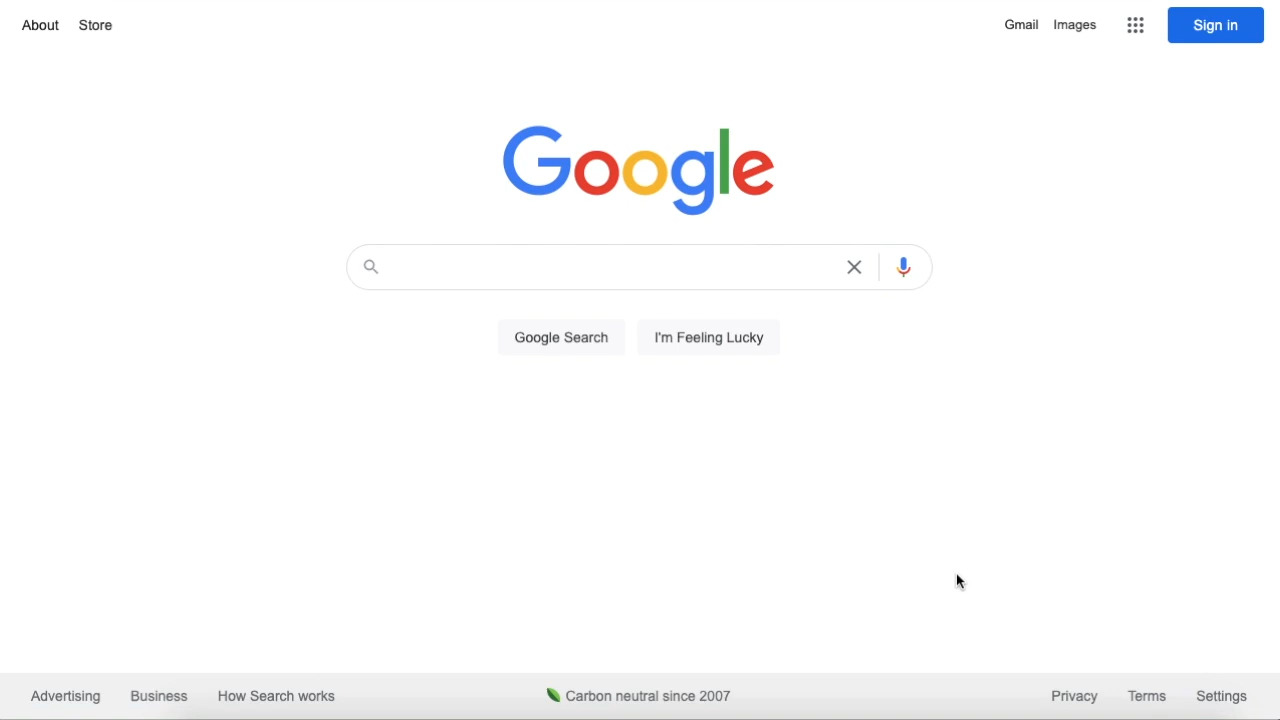 About Store Gmail Images Sign in
Google
Google Search I'm Feeling Lucky
Advertising Business How Search works Carbon neutral since 2007 Privacy Terms Settings